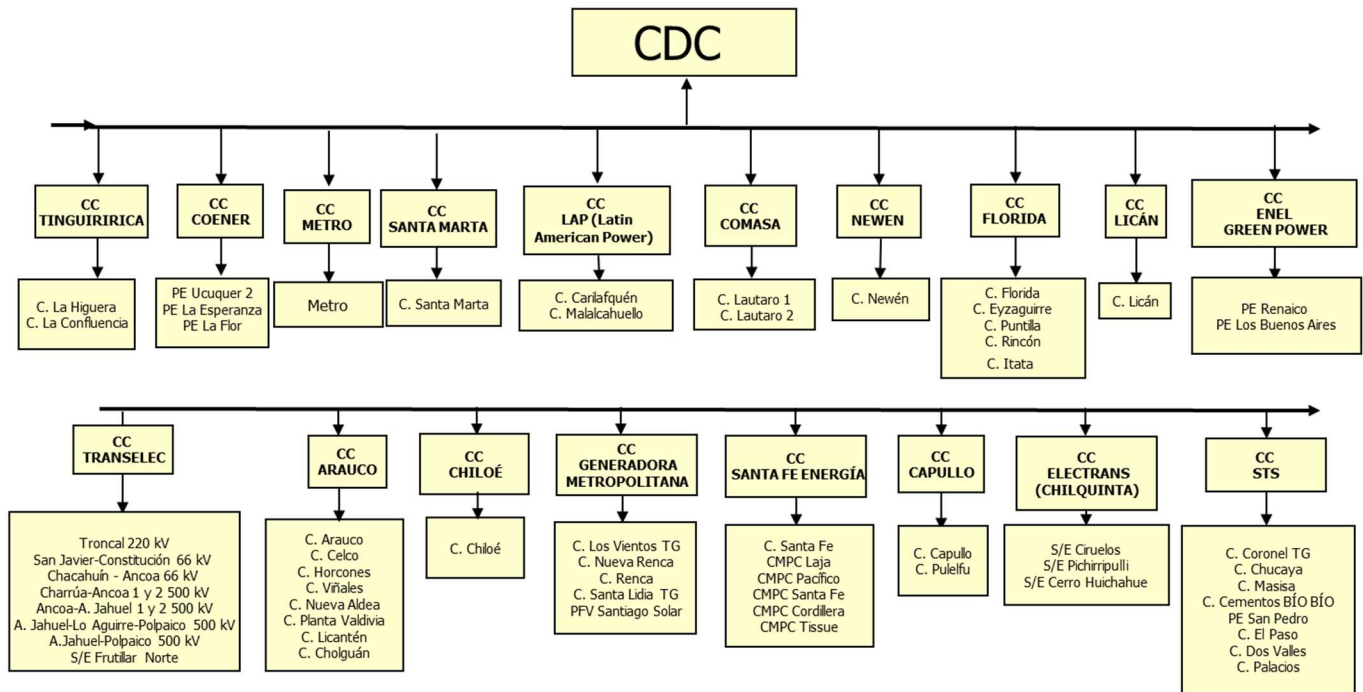 CDC
CC
TINGUIRIRICA
CC
COENER
CC
METRO
CC
SANTA MARTA
CC
LAP (Latin
American Power)
CC
COMASA
CC
NEWEN
CC
FLORIDA
CC
LICÁN
CC
ENEL
GREEN POWER
C. La Higuera
C. La Confluencia
PE Ucuquer 2
PE La Esperanza
PE La Flor
Metro
C. Santa Marta
C. Carilafquén
C. Malalcahuello
C. Lautaro 1
C. Lautaro 2
C. Newén
C. Florida
C. Eyzaguirre
C. Puntilla
C. Rincón
C. Itata
C. Licán
PE Renaico
PE Los Buenos Aires
CC
TRANSELEC
CC
ARAUCO
CC
CHILOÉ
CC
GENERADORA
METROPOLITANA
CC
SANTA FE ENERGÍA
CC
CAPULLO
CC
ELECTRANS
(CHILQUINTA)
CC
STS
Troncal 220 kV
San Javier-Constitución 66 kV
Chacahuín - Ancoa 66 kV
Charrúa-Ancoa 1 y 2 500 kV
Ancoa-A. Jahuel 1 y 2 500 kV
A. Jahuel-Lo Aguirre-Polpaico 500 kV
A.Jahuel-Polpaico 500 kV
S/E Frutillar Norte
C. Arauco
C. Celco
C. Horcones
C. Viñales
C. Nueva Aldea
C. Planta Valdivia
C. Licantén
C. Cholguán
C. Chiloé
C. Los Vientos TG
C. Nueva Renca
C. Renca
C. Santa Lidia TG
PFV Santiago Solar
C. Santa Fe
CMPC Laja
CMPC Pacífico
CMPC Santa Fe
CMPC Cordillera
CMPC Tissue
C. Capullo
C. Pulelfu
S/E Ciruelos
S/E Pichirripulli
S/E Cerro Huichahue
C. Coronel TG
C. Chucaya
C. Masisa
C. Cementos BÍO BÍO
PE San Pedro
C. El Paso
C. Dos Valles
C. Palacios